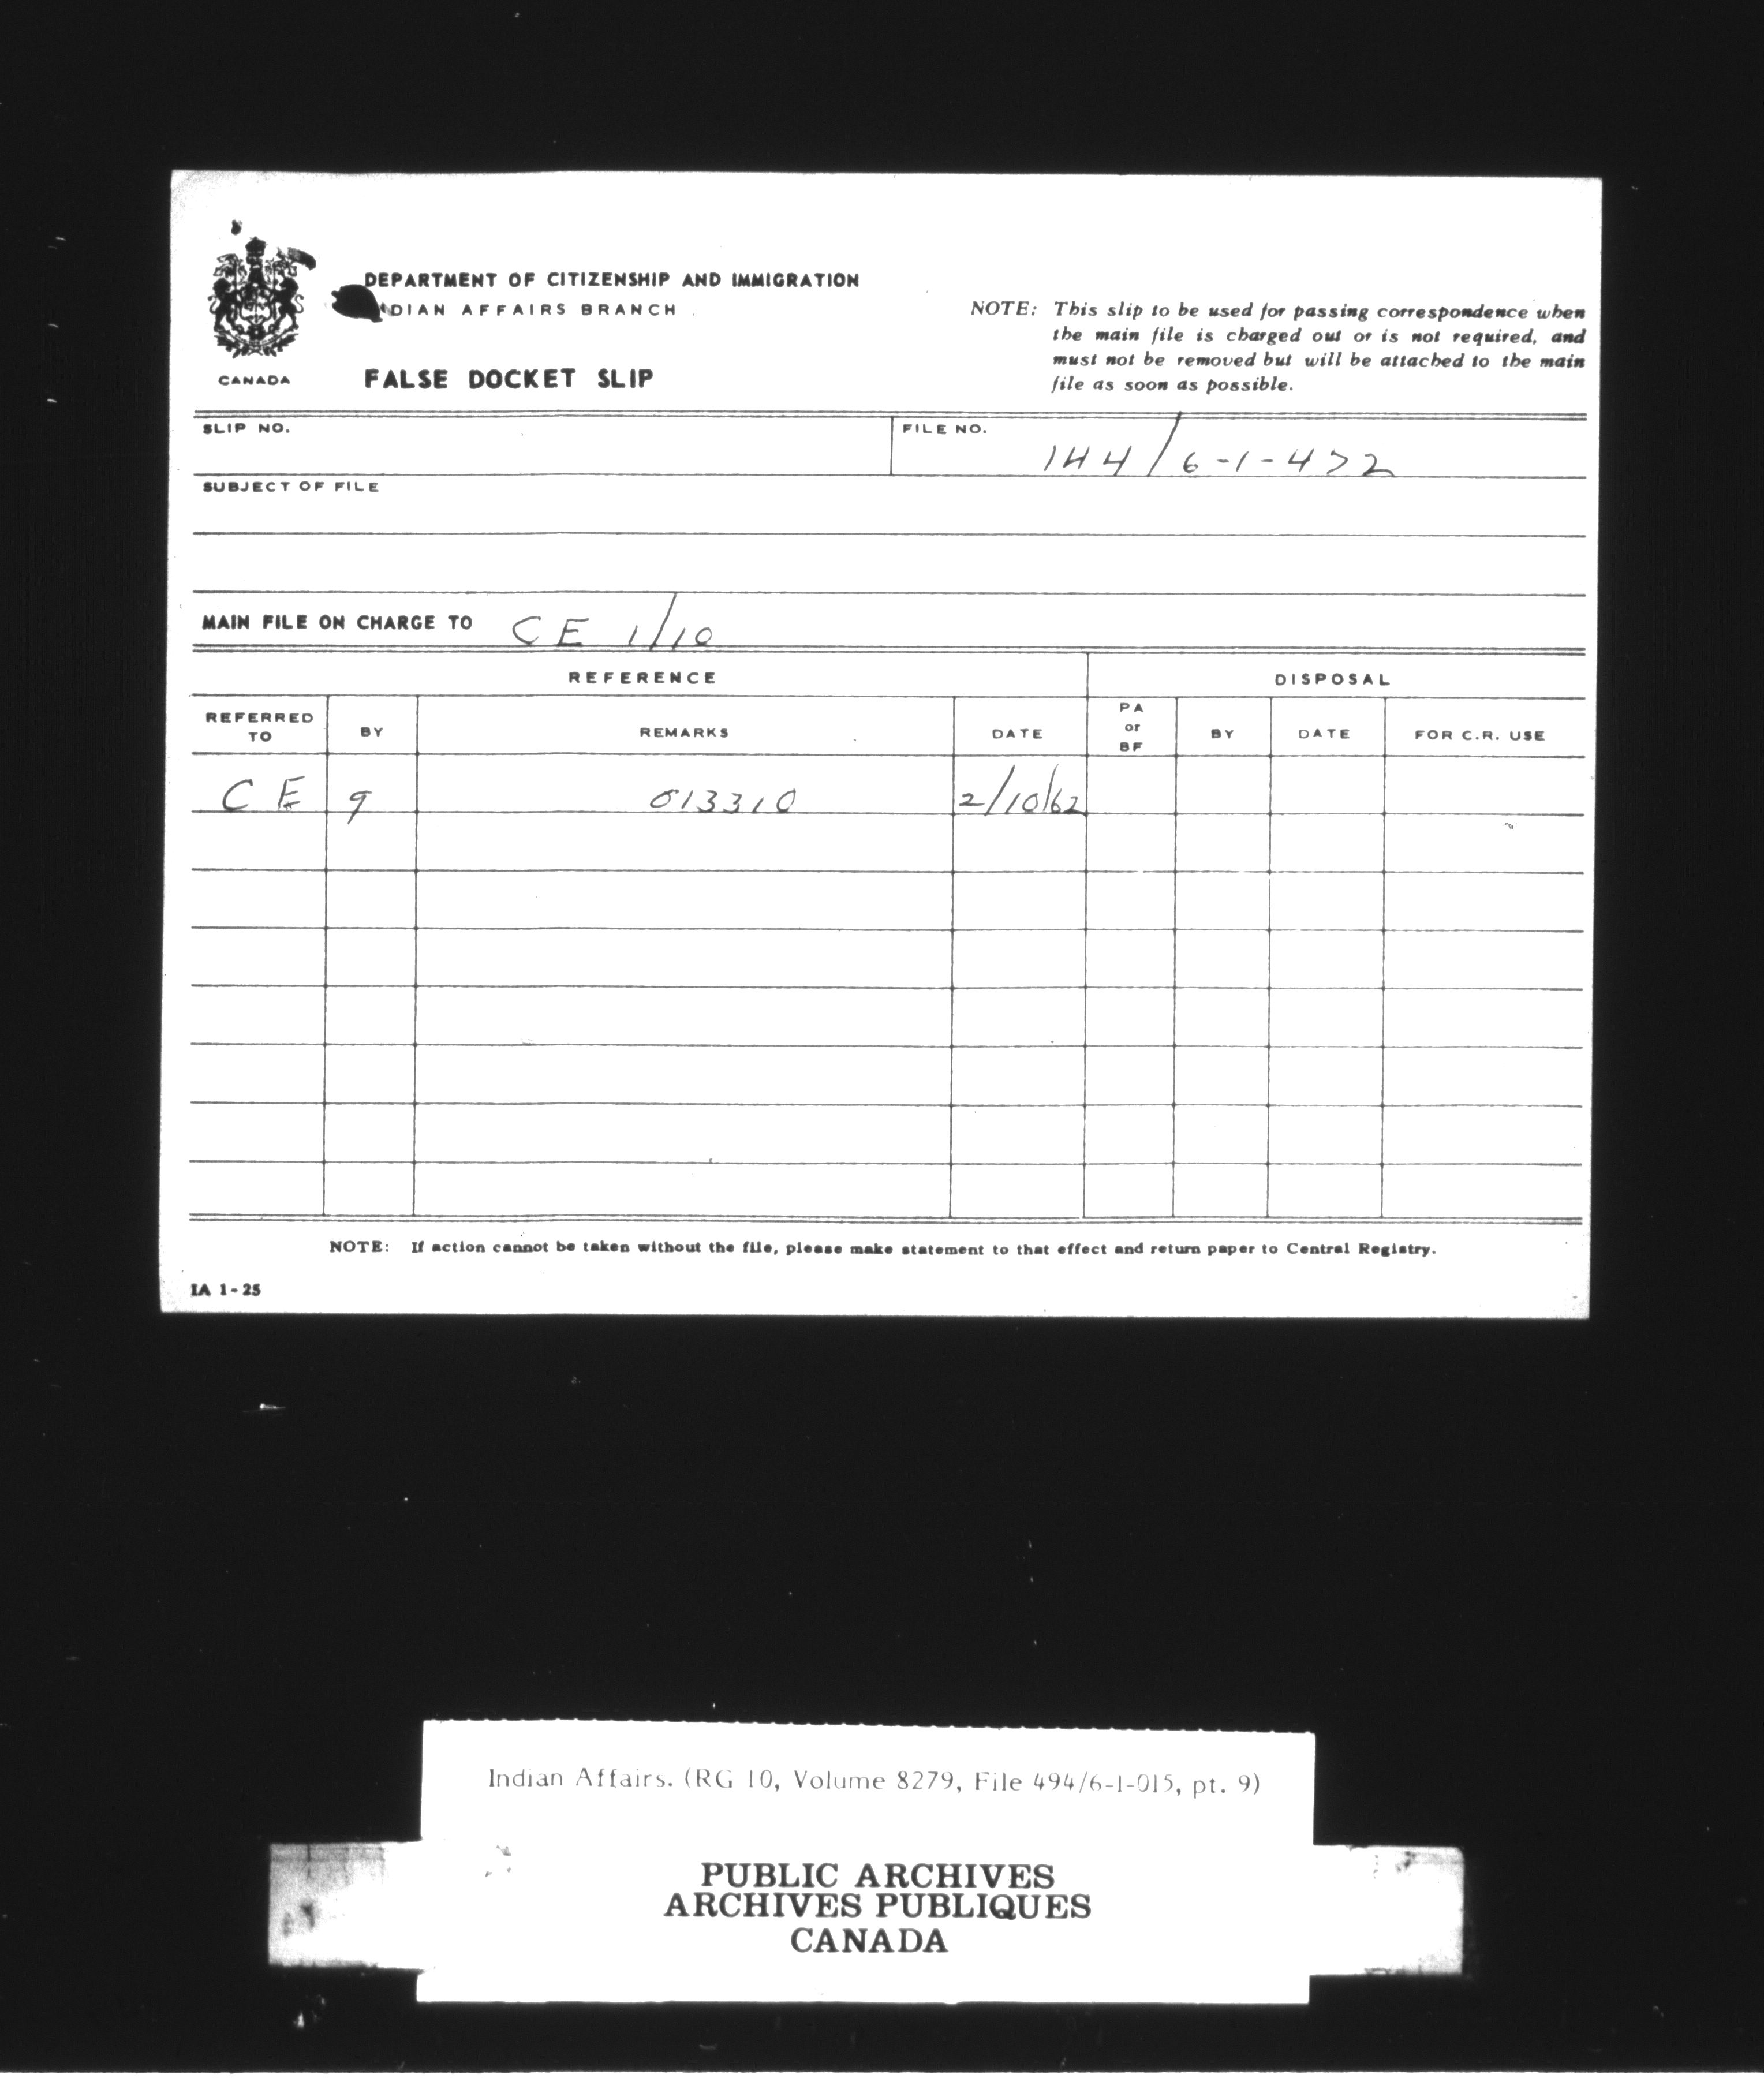 DEPARTMENT OF CITIZENSHIP AND IMMIGRATION
NDIAN AFFAIRS BRANCH
CANADA
FALSE DOCKET SLIP
NOTE: This slip to be used for passing correspondence when
the main file is charged out or is not required, and
must not be removed but will be attached to the main
file as soon as possible.
SLIP NO.
FILE NO.
144/6-1-472
SUBJECT OF FILE
MAIN FILE ON CHARGE TO CE 1/10
REFERENCE
DISPOSAL
REFERRED
TO
BY
REMARKS
DATE
PA
or
BF
BY
DATE
FOR C.R. USE
CE 9 013310 2/10/62
NOTE: If action cannot be taken without the file, please make statement to that effect and return paper to Central Registry.
IA 1-25
Indian Affairs. (RG 10, Volume 8279, File 494/6-1-015, pt. 9)
PUBLIC ARCHIVES
ARCHIVES PUBLIQUES
CANADA